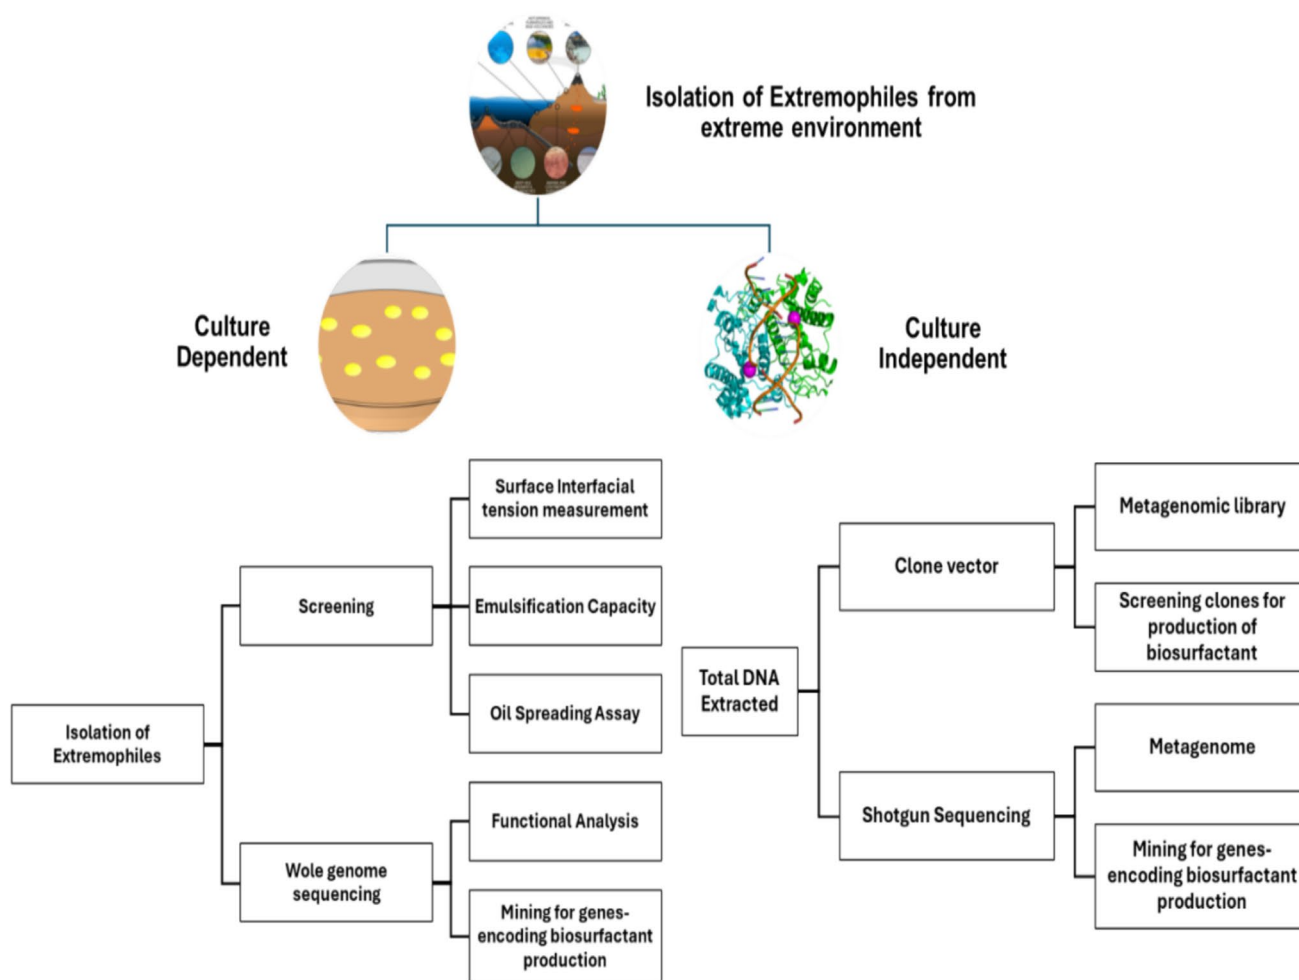 Isolation of Extremophiles from
extreme environment
Culture
Dependent
Culture
Independent
Surface Interfacial
tension measurement
Screening
Emulsification Capacity
Oil Spreading Assay
Isolation of
Extremophiles
Functional Analysis
Wole genome
sequencing
Mining for genes-
encoding biosurfactant
production
Metagenomic library
Clone vector
Screening clones for
production of
biosurfactant
Total DNA
Extracted
Metagenome
Shotgun Sequencing
Mining for genes-
encoding biosurfactant
production